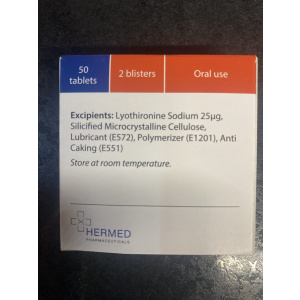 50 tablets
2 blisters
Oral use
Excipients: Lyothironine Sodium 25µg,
Silicified Microcrystalline Cellulose,
Lubricant (E572), Polymerizer (E1201), Anti
Caking (E551)
Store at room temperature.
HERMED
PHARMACEUTICALS